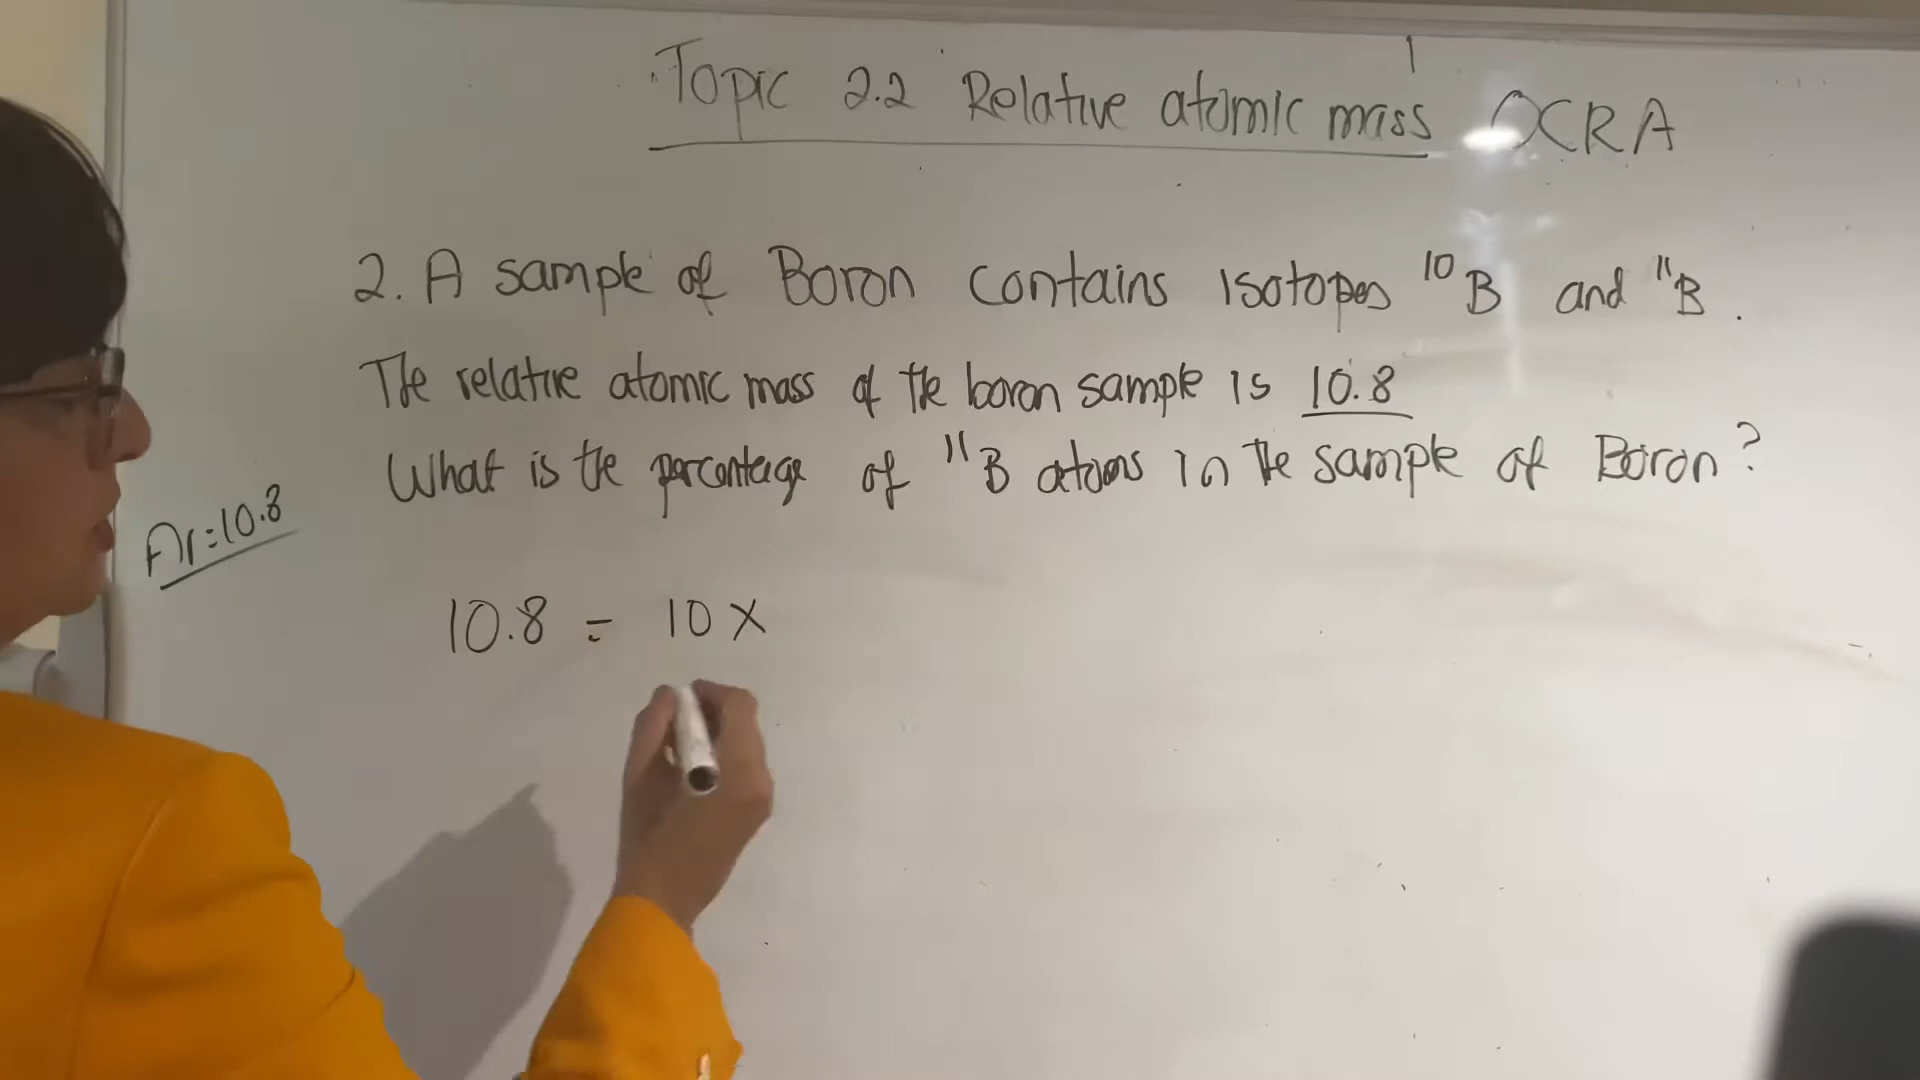 Topic 2.2 Relative atomic mass OCRA
2. A sample of Boron contains isotopes ¹⁰B and ¹¹B.
The relative atomic mass of the boron sample is 10.8
What is the percentage of ¹¹B atoms in the sample of Boron?
Ar=10.8
10.8 = 10x